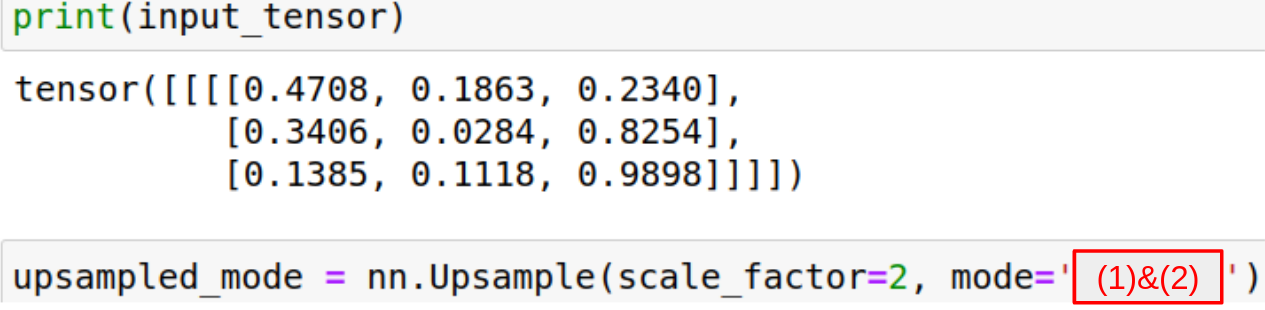 print(input_tensor)
tensor([[[[0.4708, 0.1863, 0.2340],
[0.3406, 0.0284, 0.8254],
[0.1385, 0.1118, 0.9898]]]])
upsampled_mode = nn.Upsample(scale_factor=2, mode='(1)&(2)')